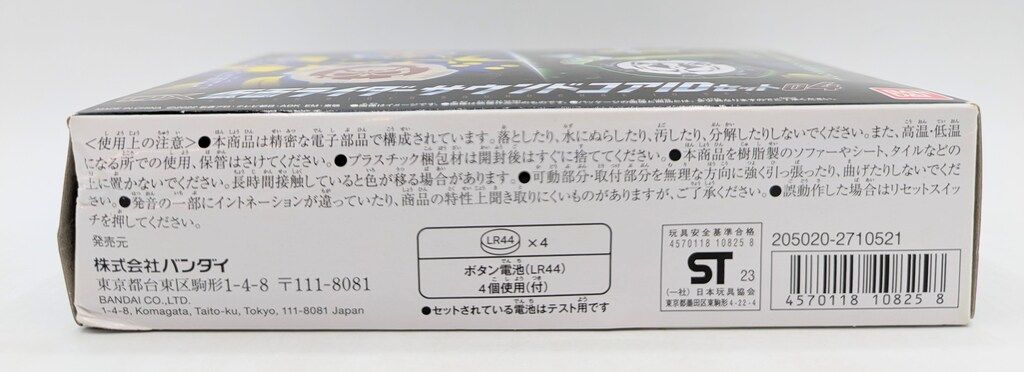 ライダーサウンドコアIDセット
BANDAI
<使用上の注意>●本商品は精密な電子部品で構成されています。落としたり、水にぬらしたり、汚したり、分解したりしないでください。また、高温・低温
になる所での使用、保管はさけてください。●プラスチック梱包材は開封後はすぐに捨ててください。●本商品を樹脂製のソファーやシート、タイルなどの
上に置かないでください。長時間接触していると色が移る場合があります。●可動部分・取付部分を無理な方向に強く引っ張ったり、曲げたりしないでくだ
さい。●発音の一部にイントネーションが違っていたり、商品の特性上聞き取りにくいものがありますが、ご了承ください。●誤動作した場合はリセットスイッ
チを押してください。
発売元
株式会社バンダイ
東京都台東区駒形1-4-8 〒111-8081
BANDAI CO.,LTD.
1-4-8, Komagata, Taito-ku, Tokyo, 111-8081 Japan
LR44 ×4
ボタン電池(LR44)
4個使用(付)
●セットされている電池はテスト用です
玩具安全基準合格
4570118 10825 8
ST 23
(一社)日本玩具協会
東京都墨田区東駒形4-22-4
205020-2710521
4570118 108258